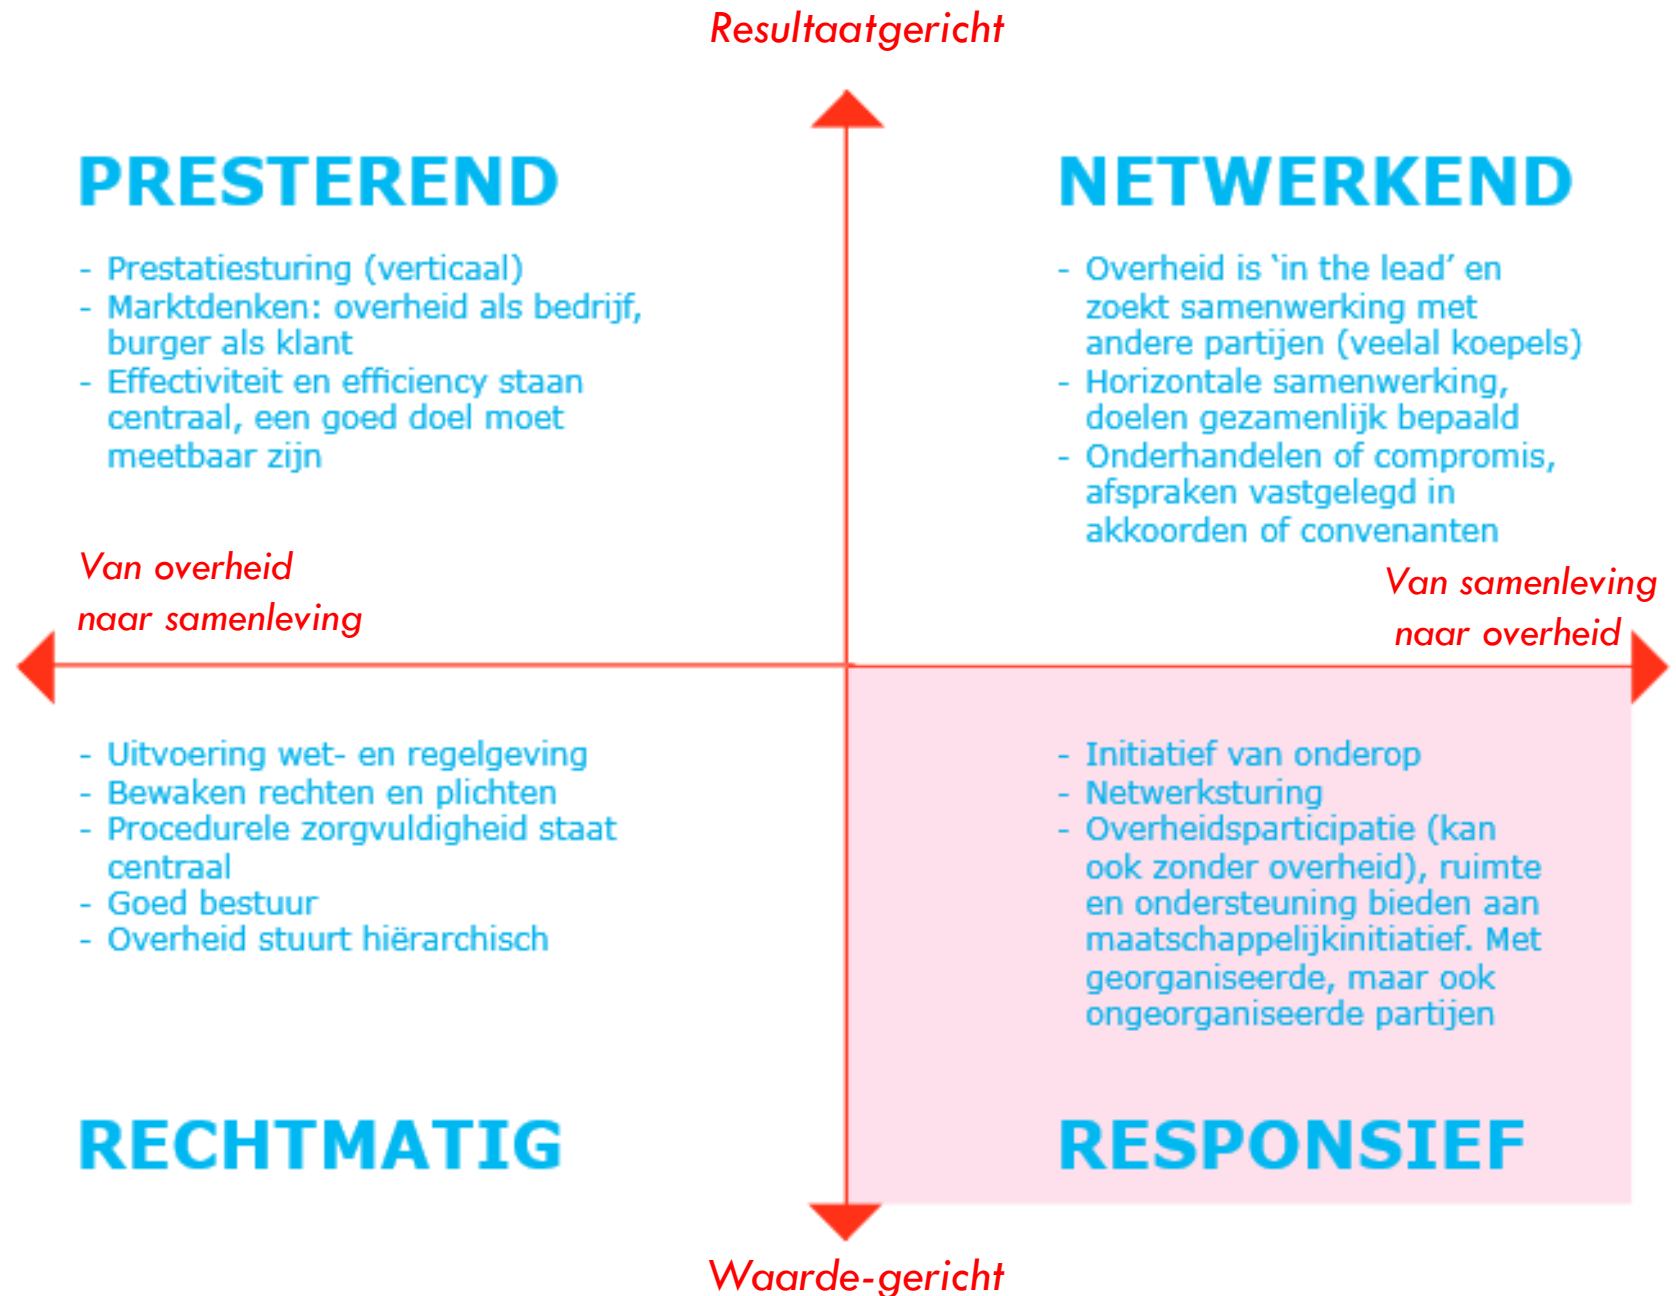 Resultaatgericht
PRESTEREND
- Prestatiesturing (verticaal)
- Marktdenken: overheid als bedrijf,
burger als klant
- Effectiviteit en efficiency staan
centraal, een goed doel moet
meetbaar zijn
NETWERKEND
- Overheid is ‘in the lead’ en
zoekt samenwerking met
andere partijen (veelal koepels)
- Horizontale samenwerking,
doelen gezamenlijk bepaald
- Onderhandelen of compromis,
afspraken vastgelegd in
akkoorden of convenanten
Van overheid
naar samenleving
Van samenleving
naar overheid
- Uitvoering wet- en regelgeving
- Bewaken rechten en plichten
- Procedurele zorgvuldigheid staat
centraal
- Goed bestuur
- Overheid stuurt hiërarchisch
RECHTMATIG
- Initiatief van onderop
- Netwerksturing
- Overheidsparticipatie (kan
ook zonder overheid), ruimte
en ondersteuning bieden aan
maatschappelijkinitiatief. Met
georganiseerde, maar ook
ongeorganiseerde partijen
RESPONSIEF
Waarde-gericht